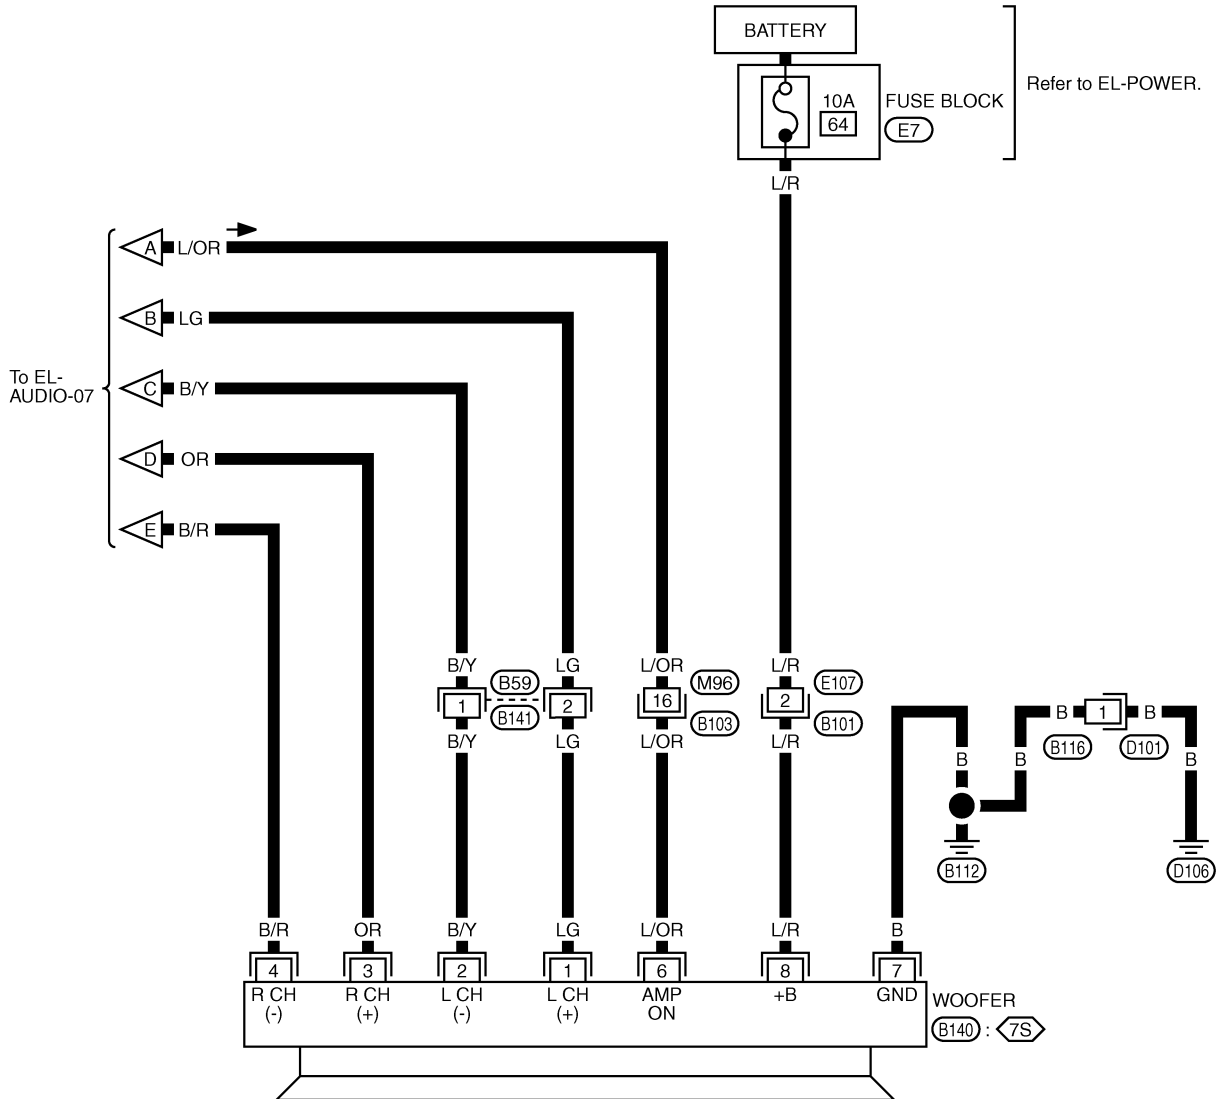 BATTERY
10A
64
FUSE BLOCK
E7
Refer to EL-POWER.
L/R
To EL-
AUDIO-07
A L/OR
B LG
C B/Y
D OR
E B/R
B/Y LG L/OR L/R
B59 M96 E107
1 2 16 2
B141 B103 B101
B/Y LG L/OR L/R
B 1 B
B116 D101
B B B
B112 D106
B/R OR B/Y LG L/OR L/R B
4 3 2 1 6 8 7
R CH R CH L CH L CH AMP +B GND
(-) (+) (-) (+) ON
WOOFER
B140 : 7S